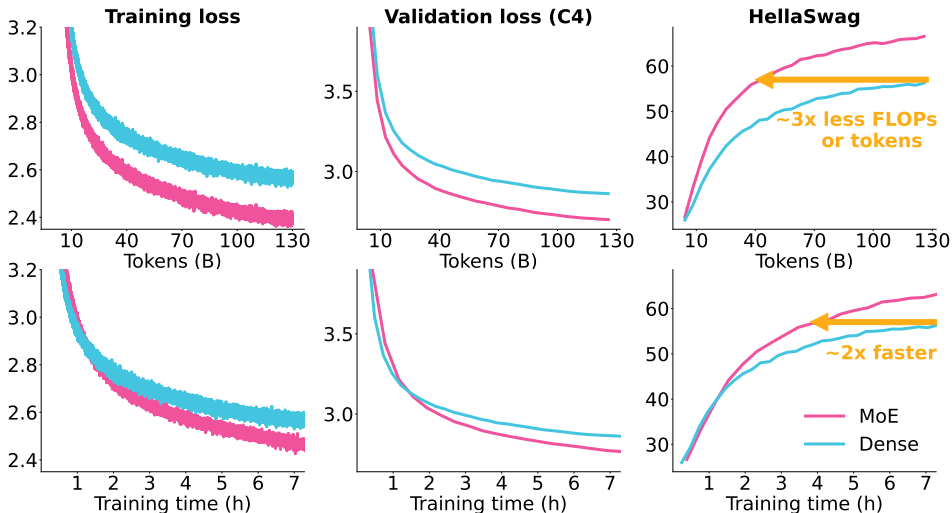 Training loss
Validation loss (C4)
HellaSwag
3.2
3.0
2.8
2.6
2.4
10 40 70 100 130
Tokens (B)
3.5
3.0
10 40 70 100 130
Tokens (B)
60
50
40
30
~3x less FLOPs
or tokens
10 40 70 100 130
Tokens (B)
3.2
3.0
2.8
2.6
2.4
1 2 3 4 5 6 7
Training time (h)
3.5
3.0
1 2 3 4 5 6 7
Training time (h)
60
50
40
30
~2x faster
MoE
Dense
1 2 3 4 5 6 7
Training time (h)